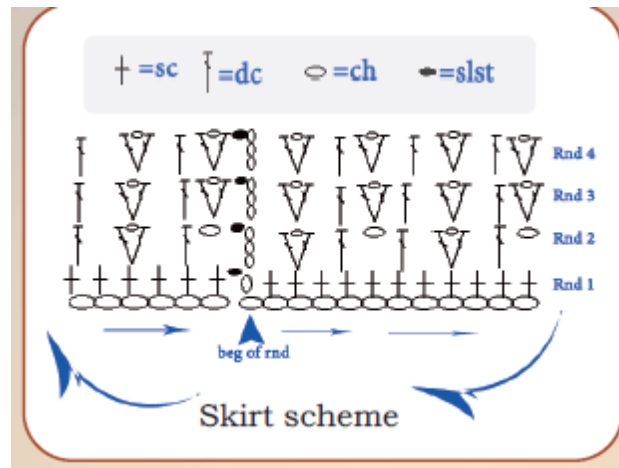 =sc =dc =ch =slst
Rnd 4
Rnd 3
Rnd 2
Rnd 1
beg of rnd
Skirt scheme